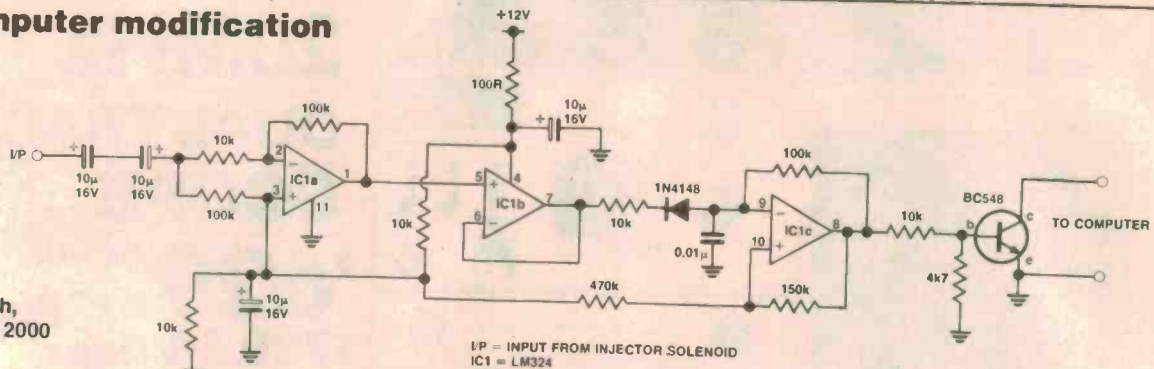 nputer modification
+12V
100R
10µ
16V
100k
10k
I/P
10µ
16V
10µ
16V
2
3
IC1a
1
11
100k
10k
5
6
4
IC1b
7
10k
1N4148
0.01µ
100k
9
10
IC1c
8
10k
BC548
b
c
e
TO COMPUTER
4k7
470k
150k
h,
2000
10k
10µ
16V
I/P = INPUT FROM INJECTOR SOLENOID
IC1 = LM324